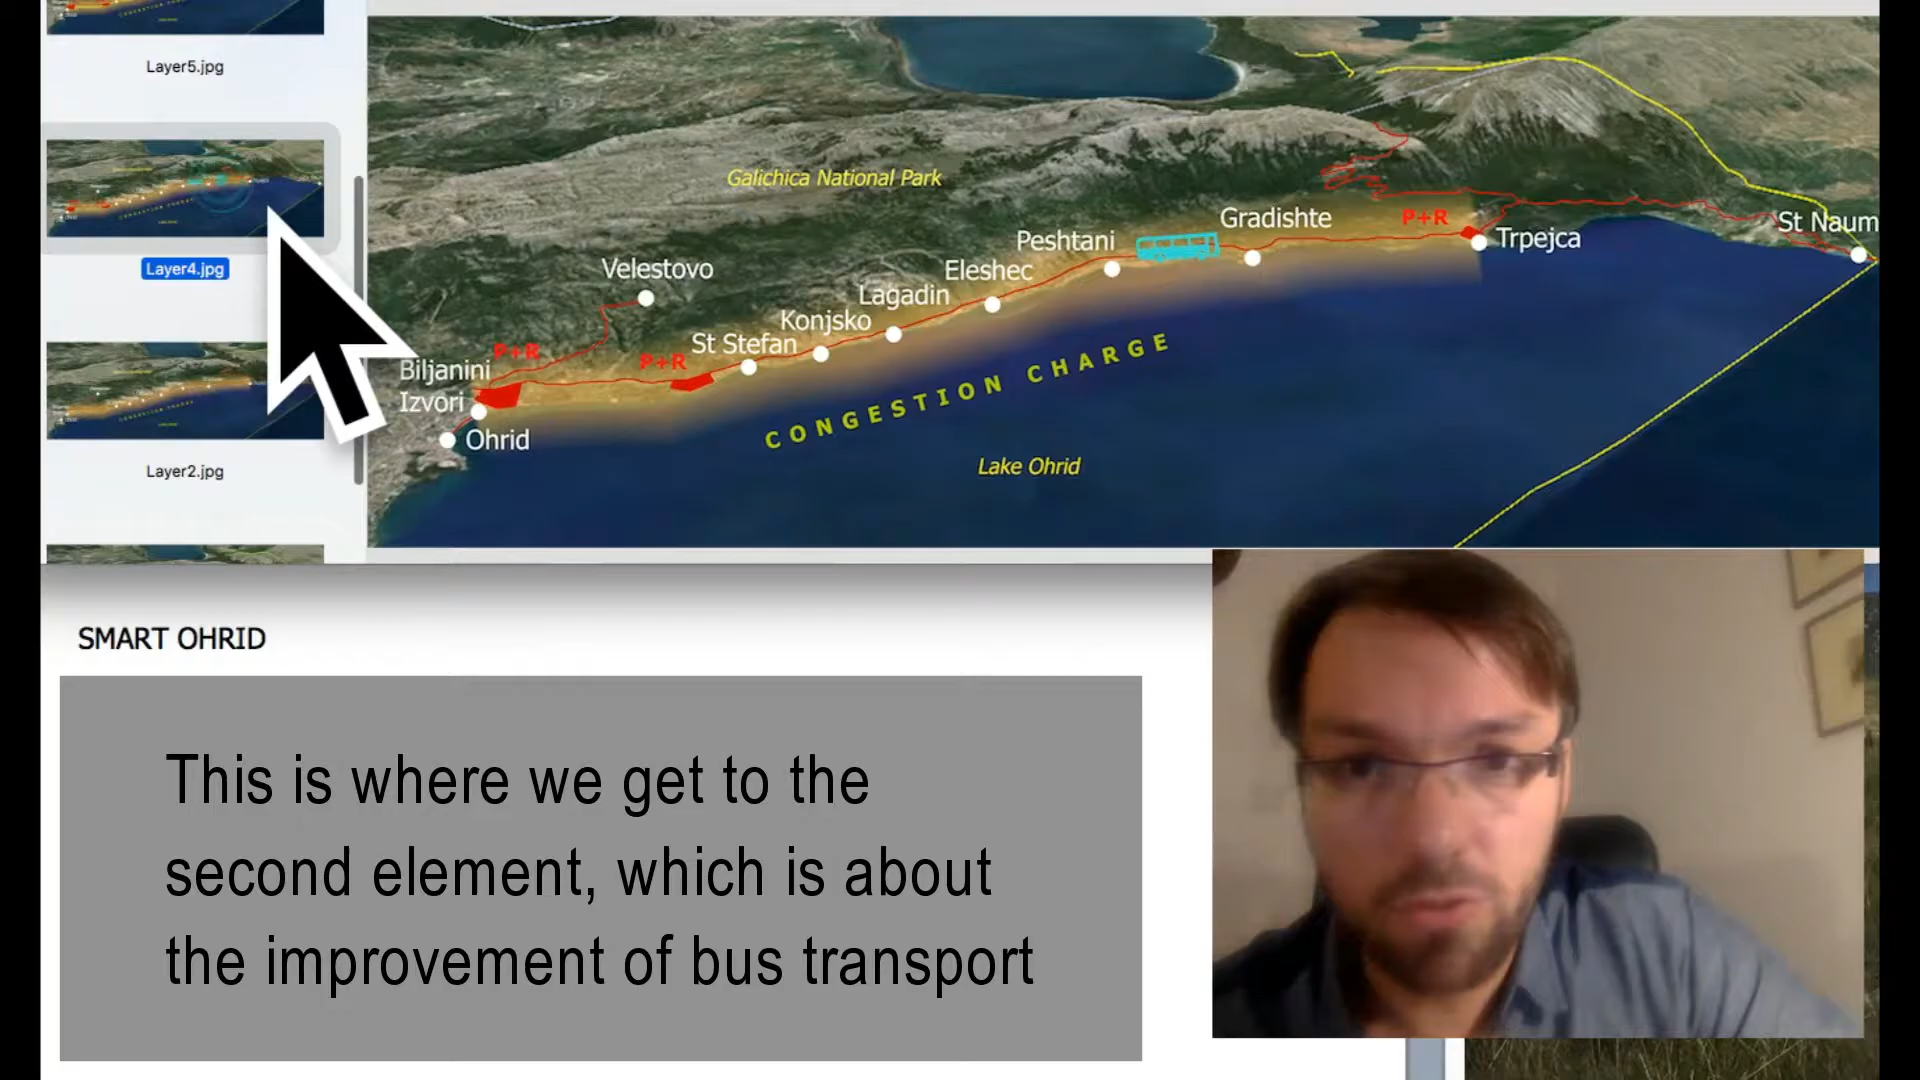 Layer5.jpg
Layer4.jpg
Layer2.jpg
Galichica National Park
Velestovo
Peshtani
Gradishte
P+R
Trpejca
St Naum
Eleshec
Lagadin
Konjsko
St Stefan
P+R
P+R
Biljanini
Izvori
Ohrid
CONGESTION CHARGE
Lake Ohrid
SMART OHRID
This is where we get to the
second element, which is about
the improvement of bus transport